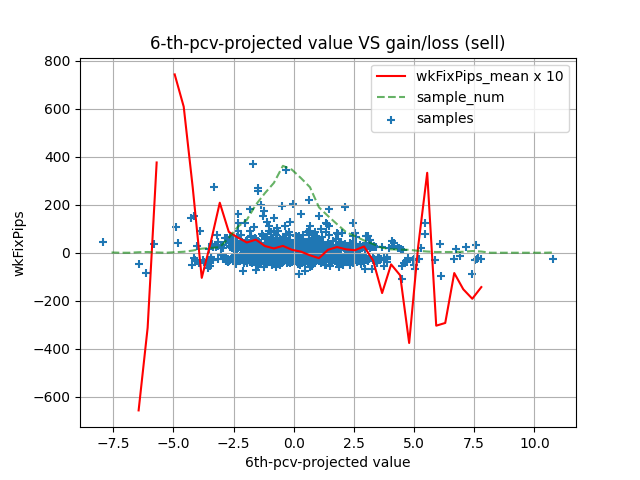 6-th-pcv-projected value VS gain/loss (sell)
wkFixPips_mean x 10
sample_num
samples
800
600
400
200
0
−200
−400
−600
wkFixPips
−7.5 −5.0 −2.5 0.0 2.5 5.0 7.5 10.0
6th-pcv-projected value